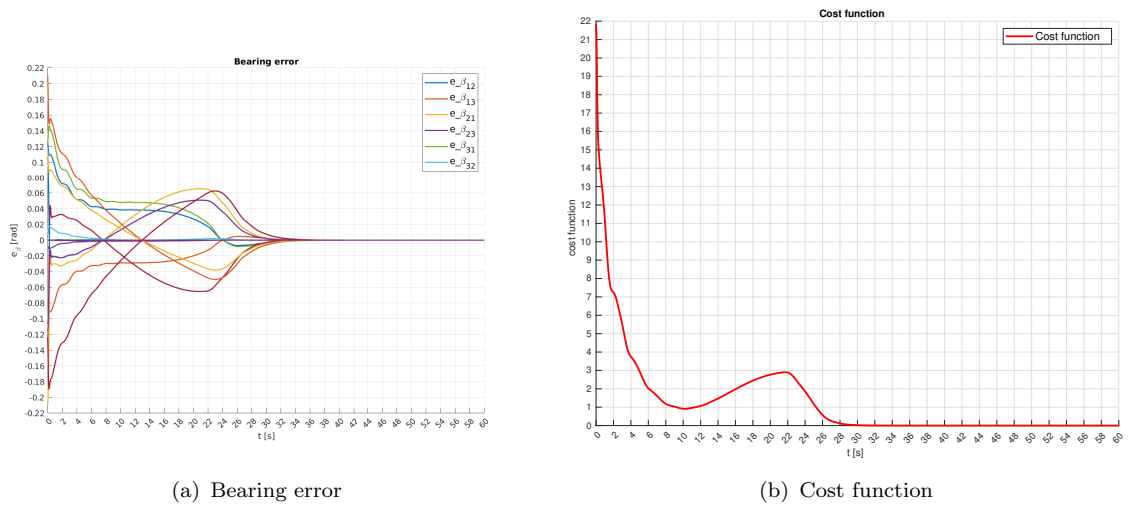 Bearing error
0.22
0.2
0.18
0.16
0.14
0.12
0.1
0.08
0.06
0.04
0.02
0
-0.02
-0.04
-0.06
-0.08
-0.1
-0.12
-0.14
-0.16
-0.18
-0.2
-0.22
e_β [rad]
e_β12
e_β13
e_β21
e_β23
e_β31
e_β32
0 2 4 6 8 10 12 14 16 18 20 22 24 26 28 30 32 34 36 38 40 42 44 46 48 50 52 54 56 58 60
t [s]
(a) Bearing error
Cost function
22
21
20
19
18
17
16
15
14
13
12
11
10
9
8
7
6
5
4
3
2
1
0
cost function
Cost function
0 2 4 6 8 10 12 14 16 18 20 22 24 26 28 30 32 34 36 38 40 42 44 46 48 50 52 54 56 58 60
t [s]
(b) Cost function